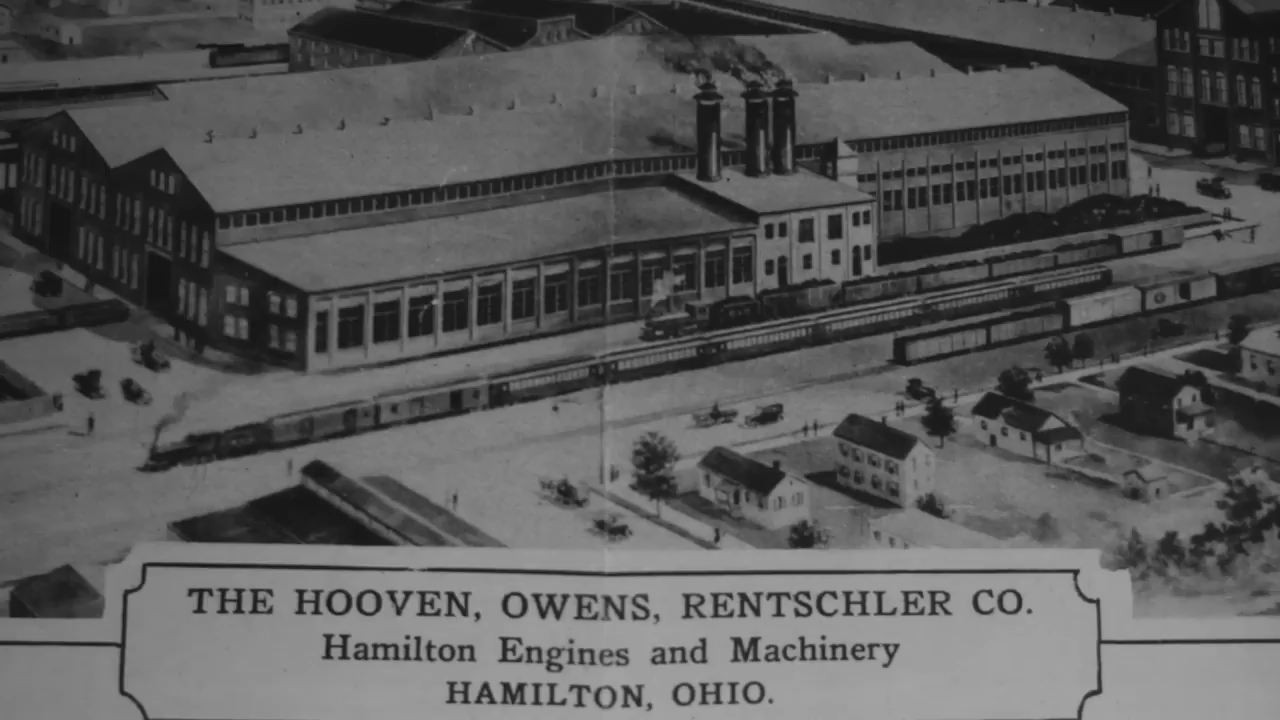 THE HOOVEN, OWENS, RENTSCHLER CO.
Hamilton Engines and Machinery
HAMILTON, OHIO.